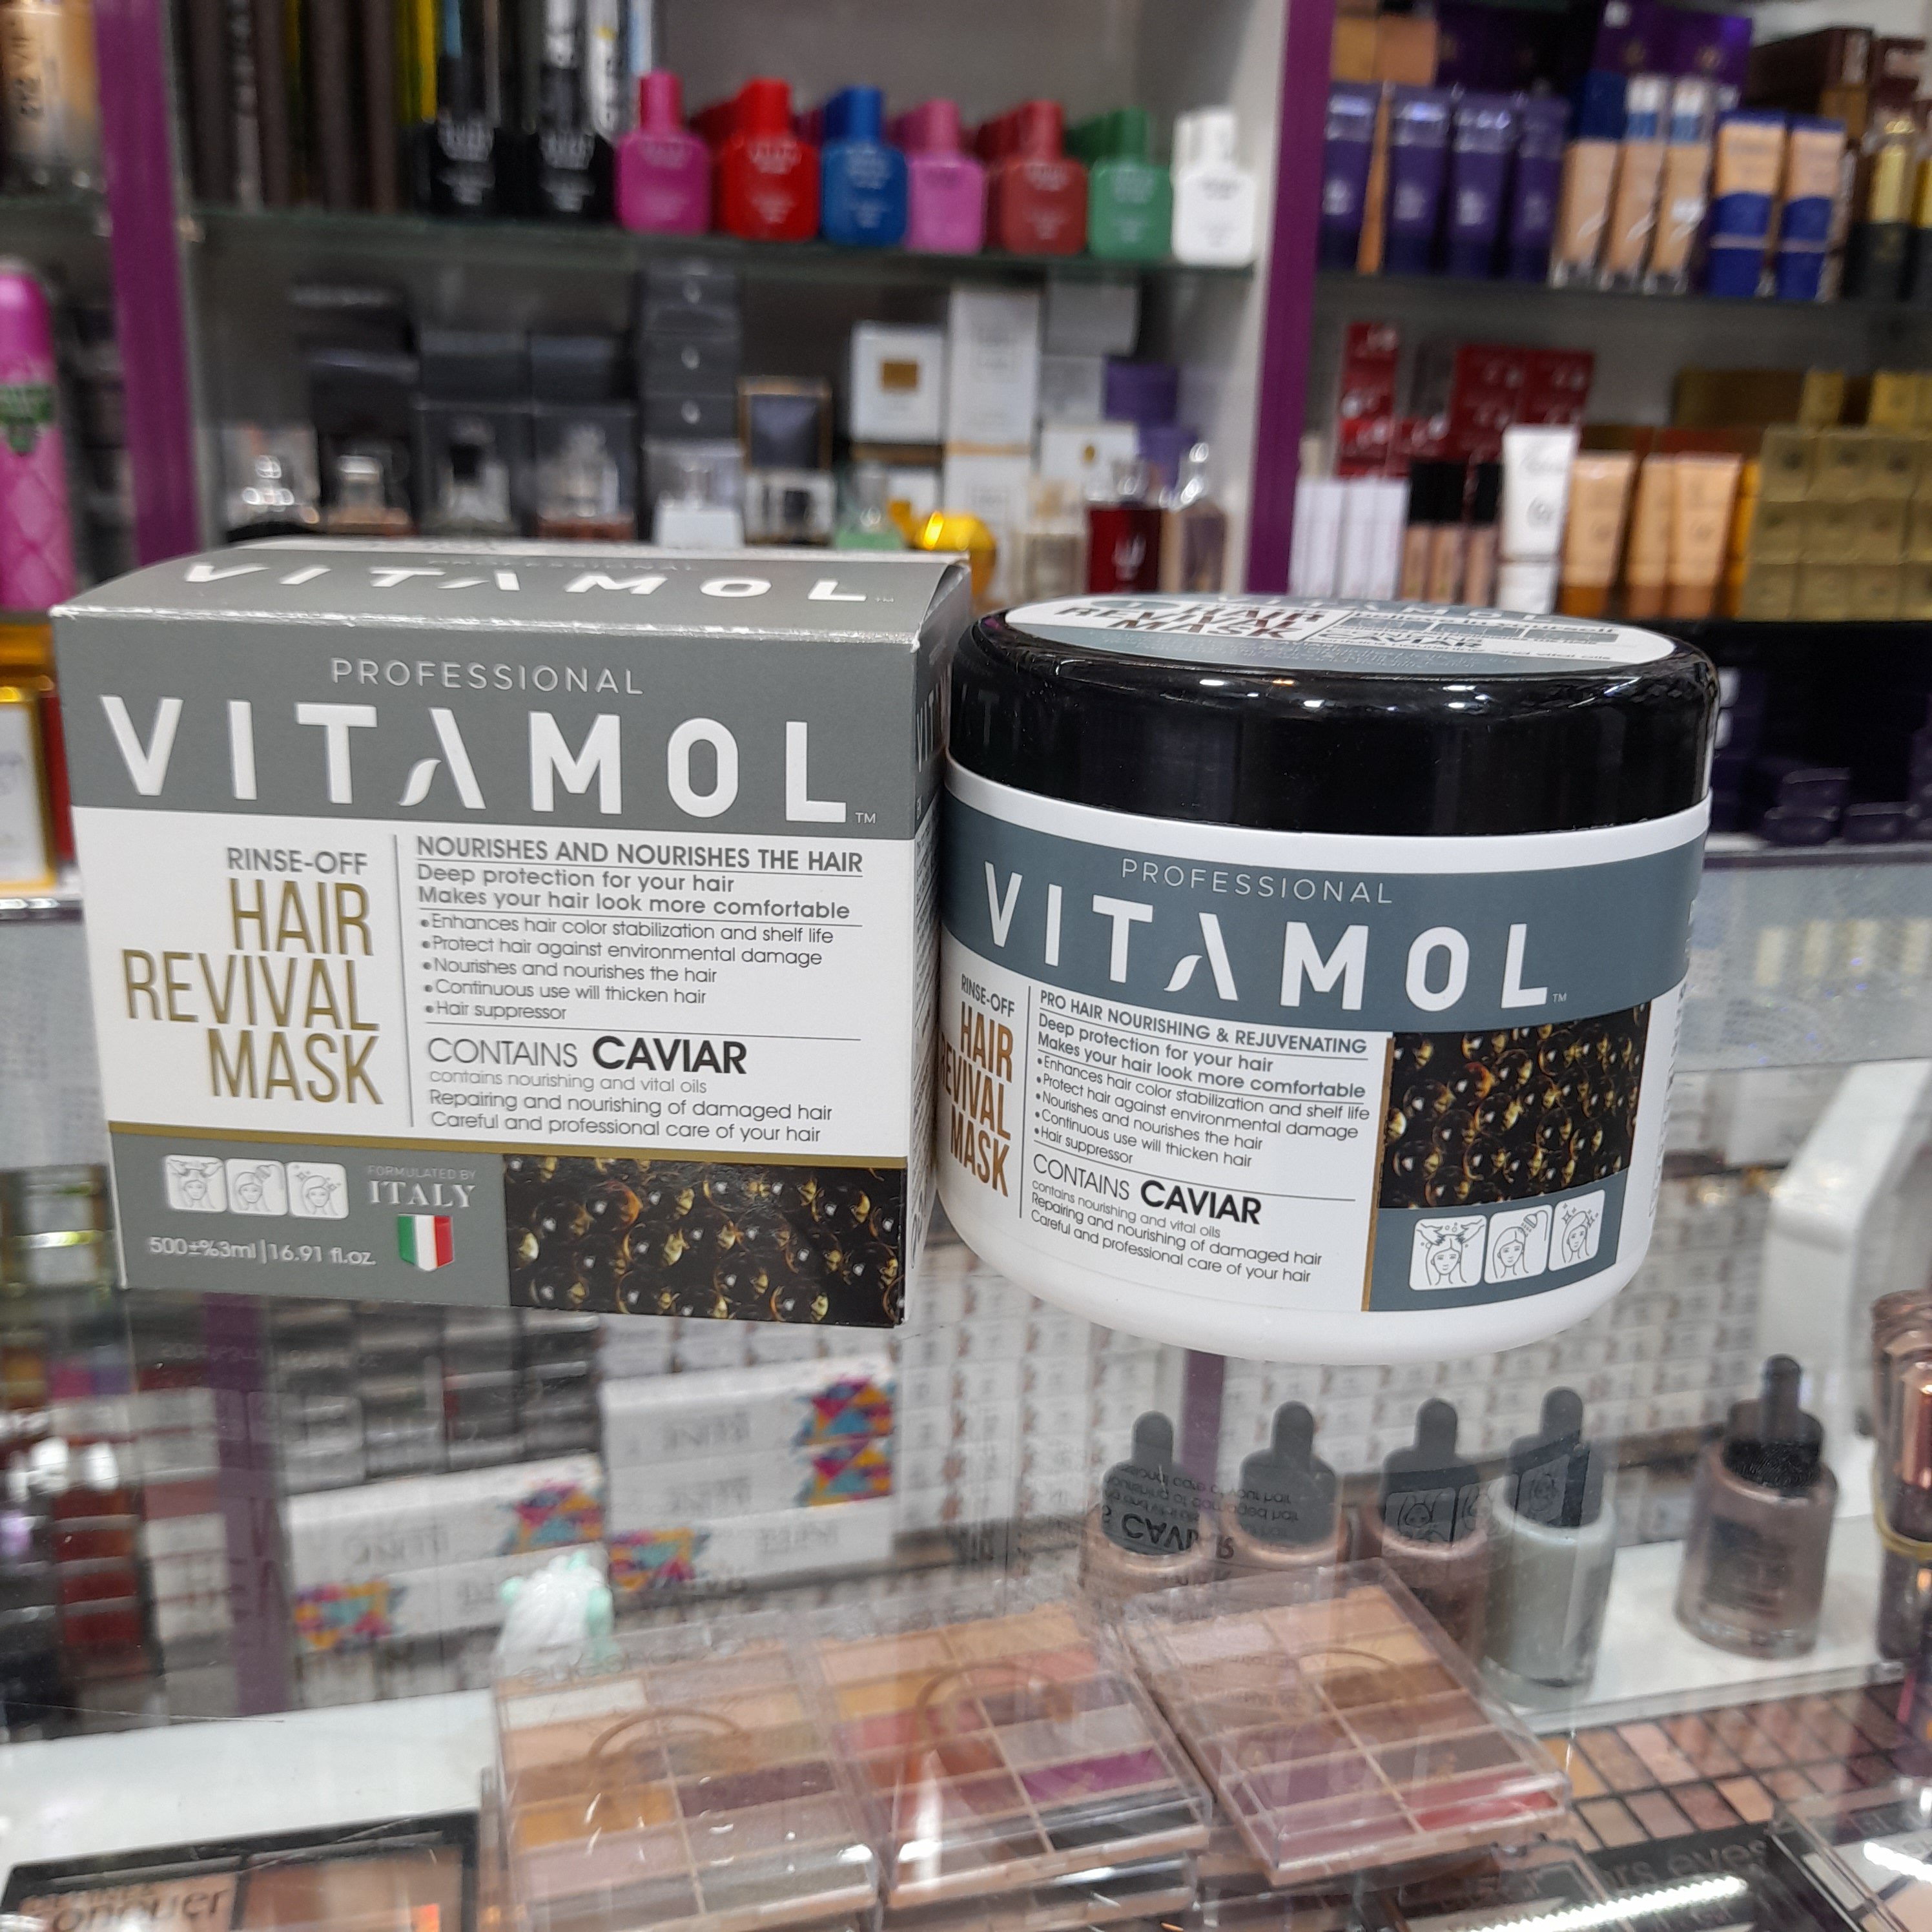 VITAMOL
PROFESSIONAL
VITAMOL™
RINSE-OFF
HAIR
REVIVAL
MASK
NOURISHES AND NOURISHES THE HAIR
Deep protection for your hair
Makes your hair look more comfortable
•Enhances hair color stabilization and shelf life
•Protect hair against environmental damage
•Nourishes and nourishes the hair
•Continuous use will thicken hair
•Hair suppressor
CONTAINS CAVIAR
contains nourishing and vital oils
Repairing and nourishing of damaged hair
Careful and professional care of your hair
FORMULATED BY
ITALY
500±%3ml|16.91 fl.oz.
HAIR
REVIVAL
MASK
CAVIAR
PROFESSIONAL
VITAMOL™
RINSE-OFF
HAIR
REVIVAL
MASK
PRO HAIR NOURISHING & REJUVENATING
Deep protection for your hair
Makes your hair look more comfortable
•Enhances hair color stabilization and shelf life
•Protect hair against environmental damage
•Nourishes and nourishes the hair
•Continuous use will thicken hair
•Hair suppressor
CONTAINS CAVIAR
contains nourishing and vital oils
Repairing and nourishing of damaged hair
Careful and professional care of your hair